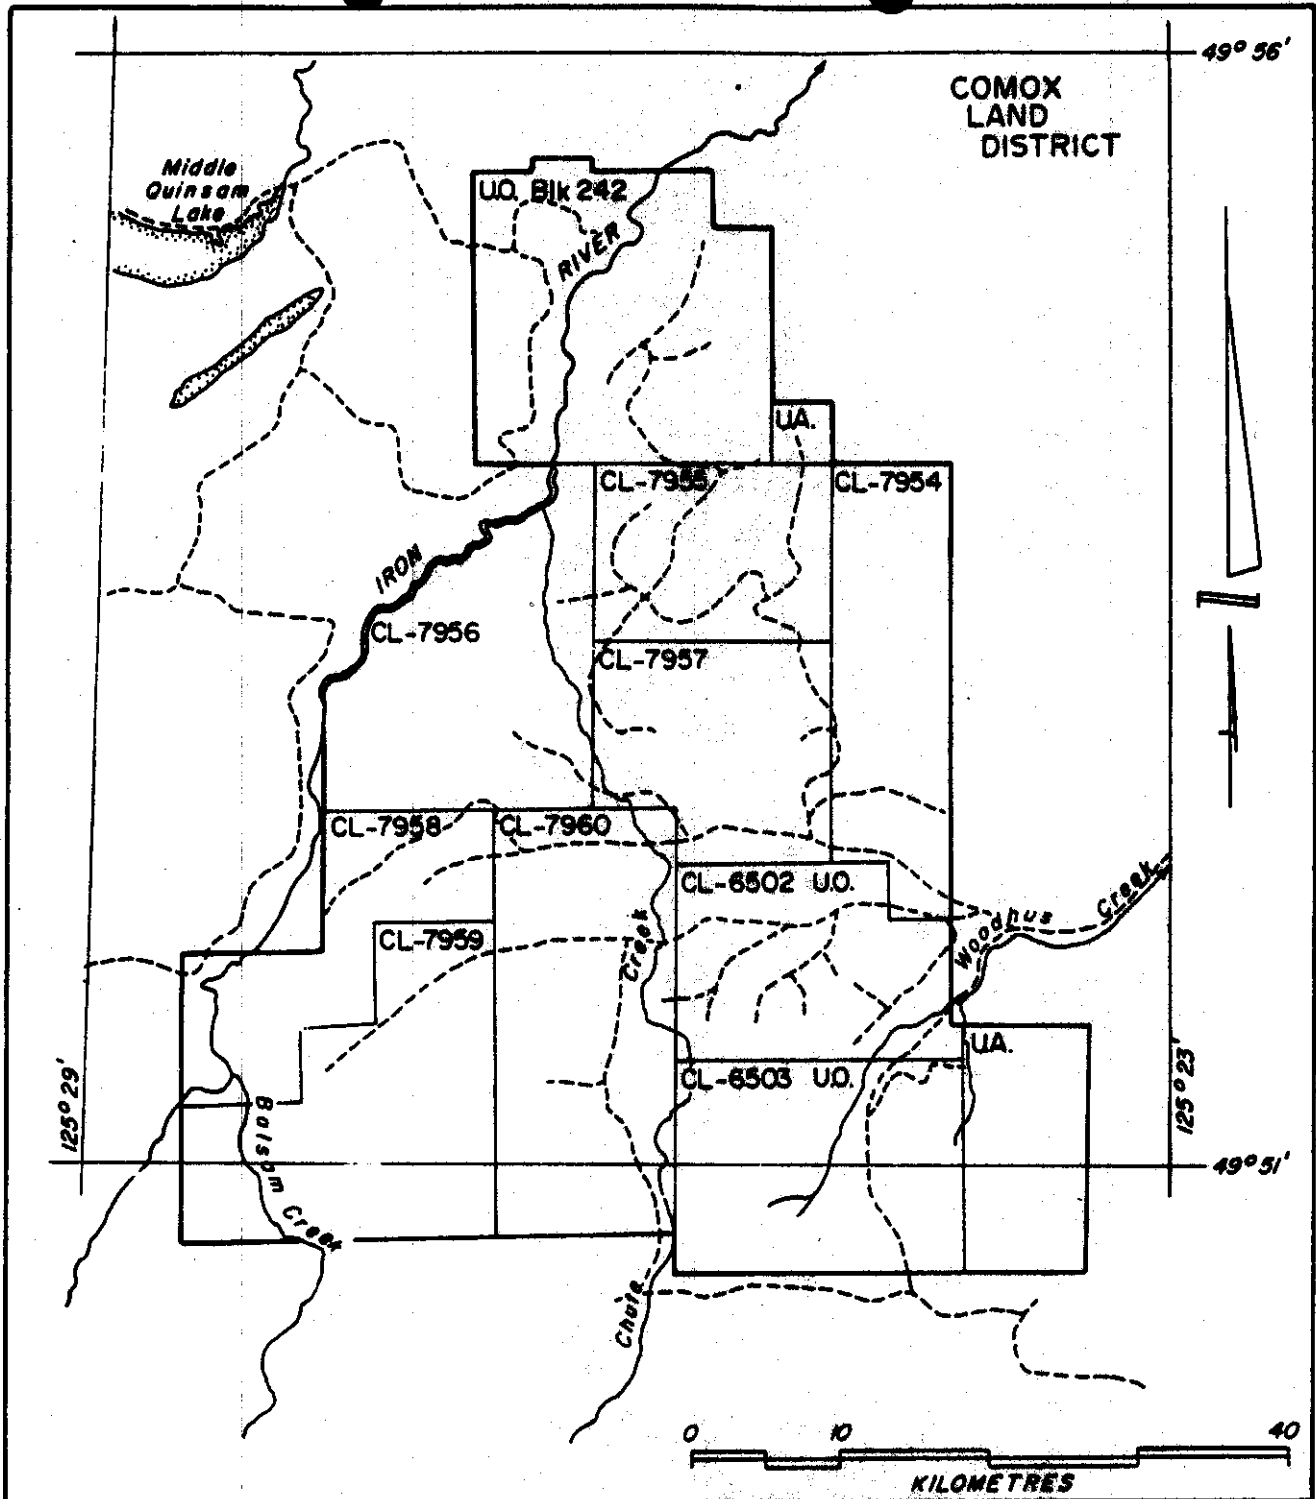 49° 56'
COMOX
LAND
DISTRICT
Middle
Quinsam
Lake
U.O. Blk 242
RIVER
U.A.
CL-7955
CL-7954
IRON
CL-7956
CL-7957
CL-7958
CL-7960
CL-6502 U.O.
CL-7959
Creek
Woodhus
Creek
U.A.
CL-6503 U.O.
125° 29'
125° 23'
49° 51'
Balsam Creek
Chute
0 10 40
KILOMETRES